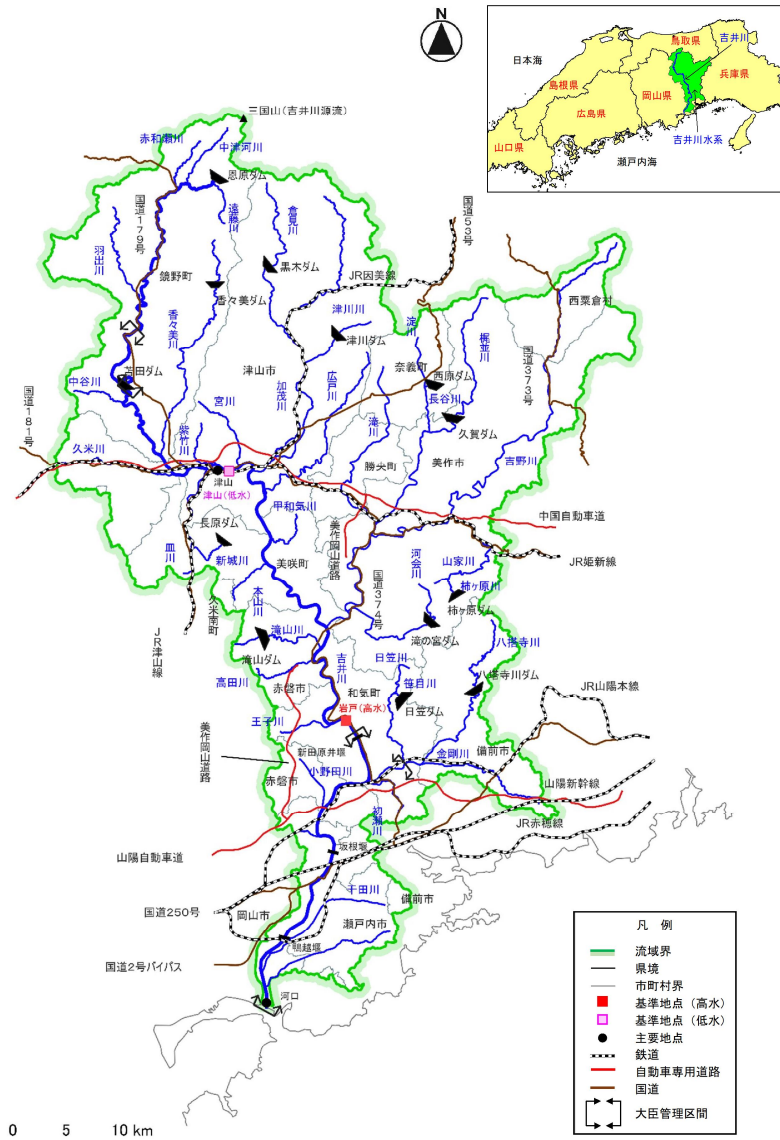 鳥取県
吉井川
日本海
島根県
兵庫県
岡山県
広島県
山口県
吉井川水系
瀬戸内海
三国山(吉井川源流)
赤和瀬川
中津河川
恩原ダム
国道179号
遠藤川
倉見川
国道53号
羽出川
鏡野町
黒木ダム
JR因美線
西粟倉村
香々美ダム
香々美川
津川川
淀川
梶並川
津川ダム
奈義町
国道373号
苫田ダム
津山市
西原ダム
中谷川
加茂川
広戸川
長谷川
国道181号
宮川
久賀ダム
紫竹川
滝川
久米川
勝央町
美作市
吉野川
津山
津山(低水)
甲和気川
中国自動車道
長原ダム
美作岡山道路
皿川
新城川
美咲町
河会川
山家川
JR姫新線
国道374号
柿ヶ原川
久米南町
本山川
柿ヶ原ダム
滝山川
滝の宮ダム
八塔寺川
JR津山線
滝山ダム
吉井川
日笠川
高田川
赤磐市
和気町
笹目川
八塔寺川ダム
JR山陽本線
岩戸(高水)
日笠ダム
王子川
美作岡山道路
新田原井堰
金剛川
備前市
小野田川
赤磐市
山陽新幹線
初瀬川
JR赤穂線
山陽自動車道
坂根堰
千田川
備前市
国道250号
岡山市
瀬戸内市
鴨越堰
国道2号バイパス
河口
凡 例
流域界
県境
市町村界
基準地点（高水）
基準地点（低水）
主要地点
鉄道
自動車専用道路
国道
大臣管理区間
0 5 10 km